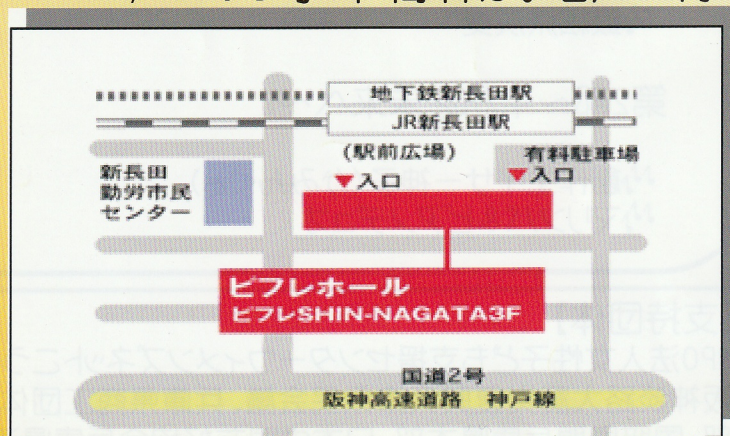 地下鉄新長田駅
JR新長田駅
(駅前広場)
有料駐車場
▼入口
▼入口
新長田
勤労市民
センター
ピフレホール
ピフレSHIN-NAGATA3F
国道2号
阪神高速道路 神戸線